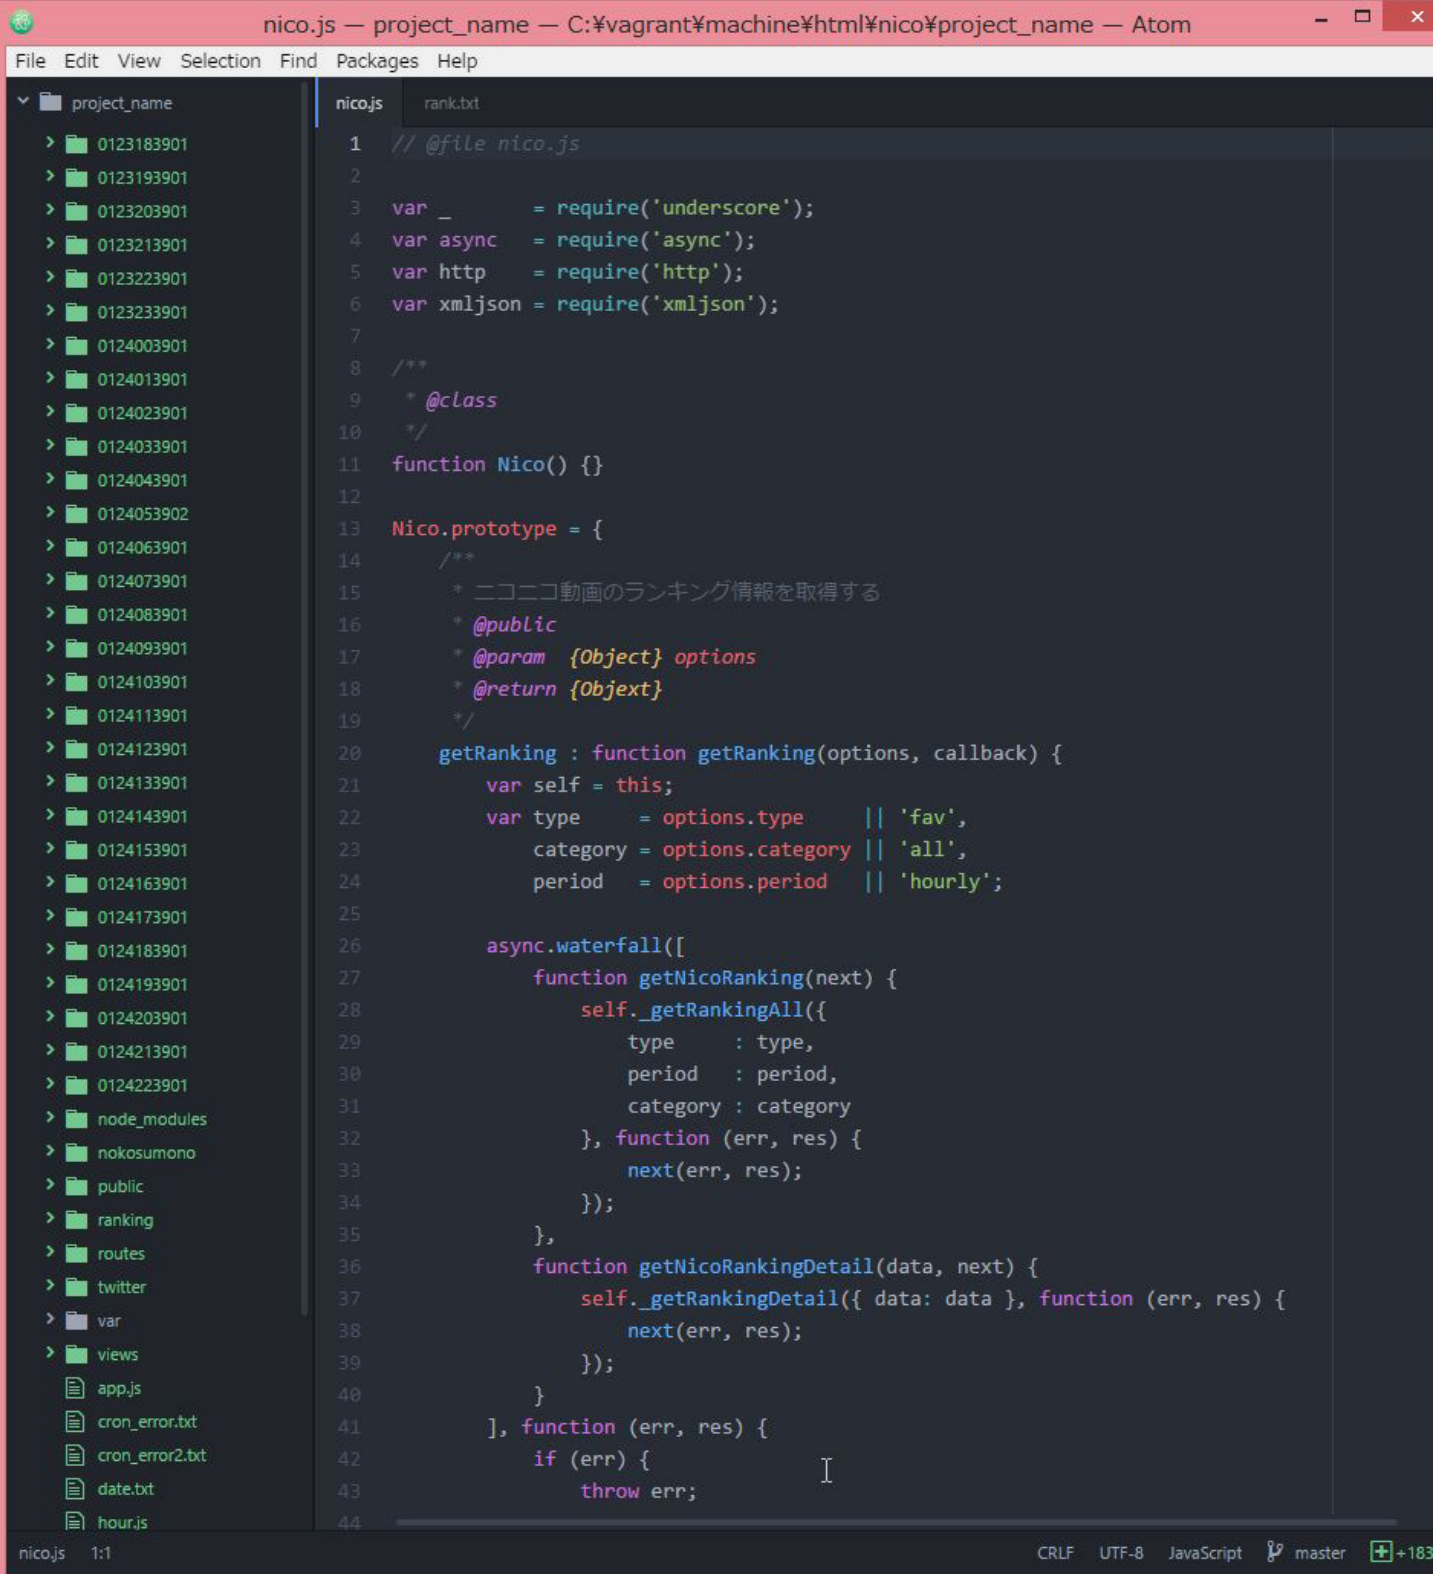 nico.js — project_name — C:¥vagrant¥machine¥html¥nico¥project_name — Atom
File Edit View Selection Find Packages Help
project_name
0123183901
0123193901
0123203901
0123213901
0123223901
0123233901
0124003901
0124013901
0124023901
0124033901
0124043901
0124053902
0124063901
0124073901
0124083901
0124093901
0124103901
0124113901
0124123901
0124133901
0124143901
0124153901
0124163901
0124173901
0124183901
0124193901
0124203901
0124213901
0124223901
node_modules
nokosumono
public
ranking
routes
twitter
var
views
app.js
cron_error.txt
cron_error2.txt
date.txt
hour.js
nico.js rank.txt
1 // @file nico.js
2
3 var _       = require('underscore');
4 var async   = require('async');
5 var http    = require('http');
6 var xmljson = require('xmljson');
7
8 /**
9  * @class
10  */
11 function Nico() {}
12
13 Nico.prototype = {
14     /**
15      * ニコニコ動画のランキング情報を取得する
16      * @public
17      * @param  {Object} options
18      * @return {Objext}
19      */
20     getRanking : function getRanking(options, callback) {
21         var self = this;
22         var type     = options.type     || 'fav',
23             category = options.category || 'all',
24             period   = options.period   || 'hourly';
25
26         async.waterfall([
27             function getNicoRanking(next) {
28                 self._getRankingAll({
29                     type     : type,
30                     period   : period,
31                     category : category
32                 }, function (err, res) {
33                     next(err, res);
34                 });
35             },
36             function getNicoRankingDetail(data, next) {
37                 self._getRankingDetail({ data: data }, function (err, res) {
38                     next(err, res);
39                 });
40             }
41         ], function (err, res) {
42             if (err) {
43                 throw err;
44
nico.js 1:1 CRLF UTF-8 JavaScript master +183